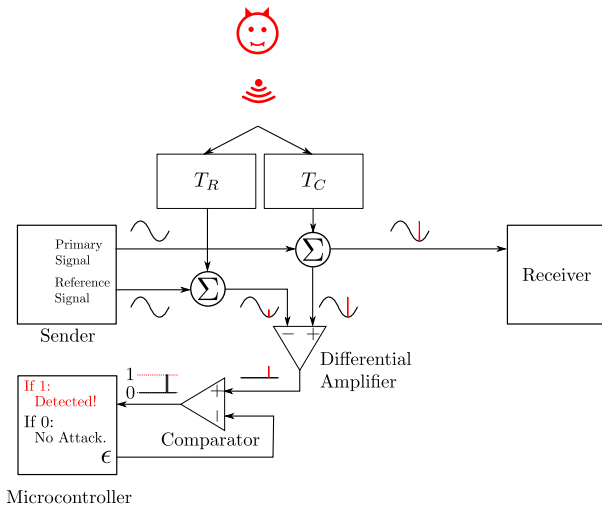 T_R
T_C
Primary
Signal
Σ
Reference
Signal
Σ
Receiver
Sender
− +
Differential
Amplifier
1
0
If 1:
Detected!
If 0:
No Attack.
ϵ
+
−
Comparator
Microcontroller